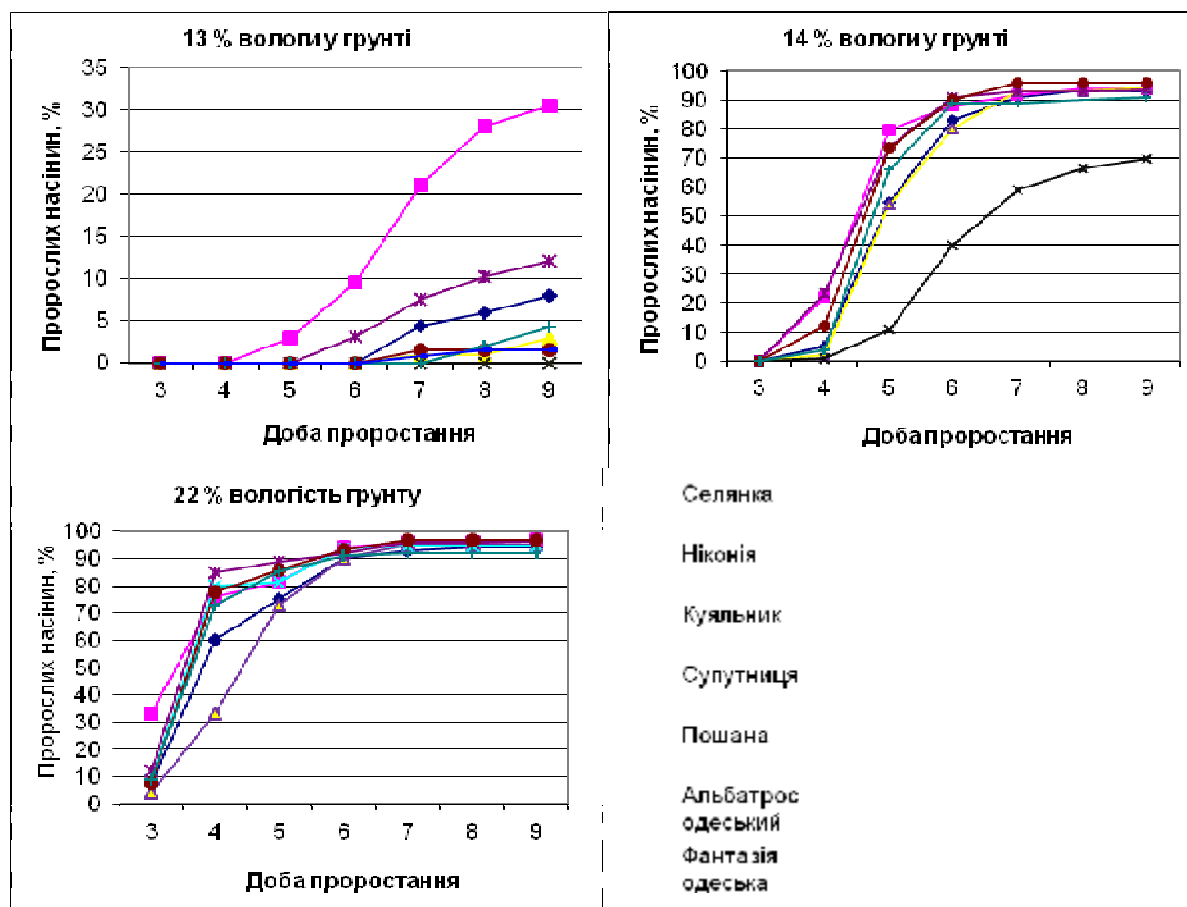 13 % вологи у грунті
35
30
25
20
15
10
5
0
Пророслих насінин, %
3 4 5 6 7 8 9
Доба проростання
14 % вологи у грунті
100
90
80
70
60
50
40
30
20
10
0
Пророслих насінин, %
3 4 5 6 7 8 9
Доба проростання
22 % вологість грунту
100
90
80
70
60
50
40
30
20
10
0
Пророслих насінин, %
3 4 5 6 7 8 9
Доба проростання
Селянка
Ніконія
Куяльник
Супутниця
Пошана
Альбатрос
одеський
Фантазія
одеська